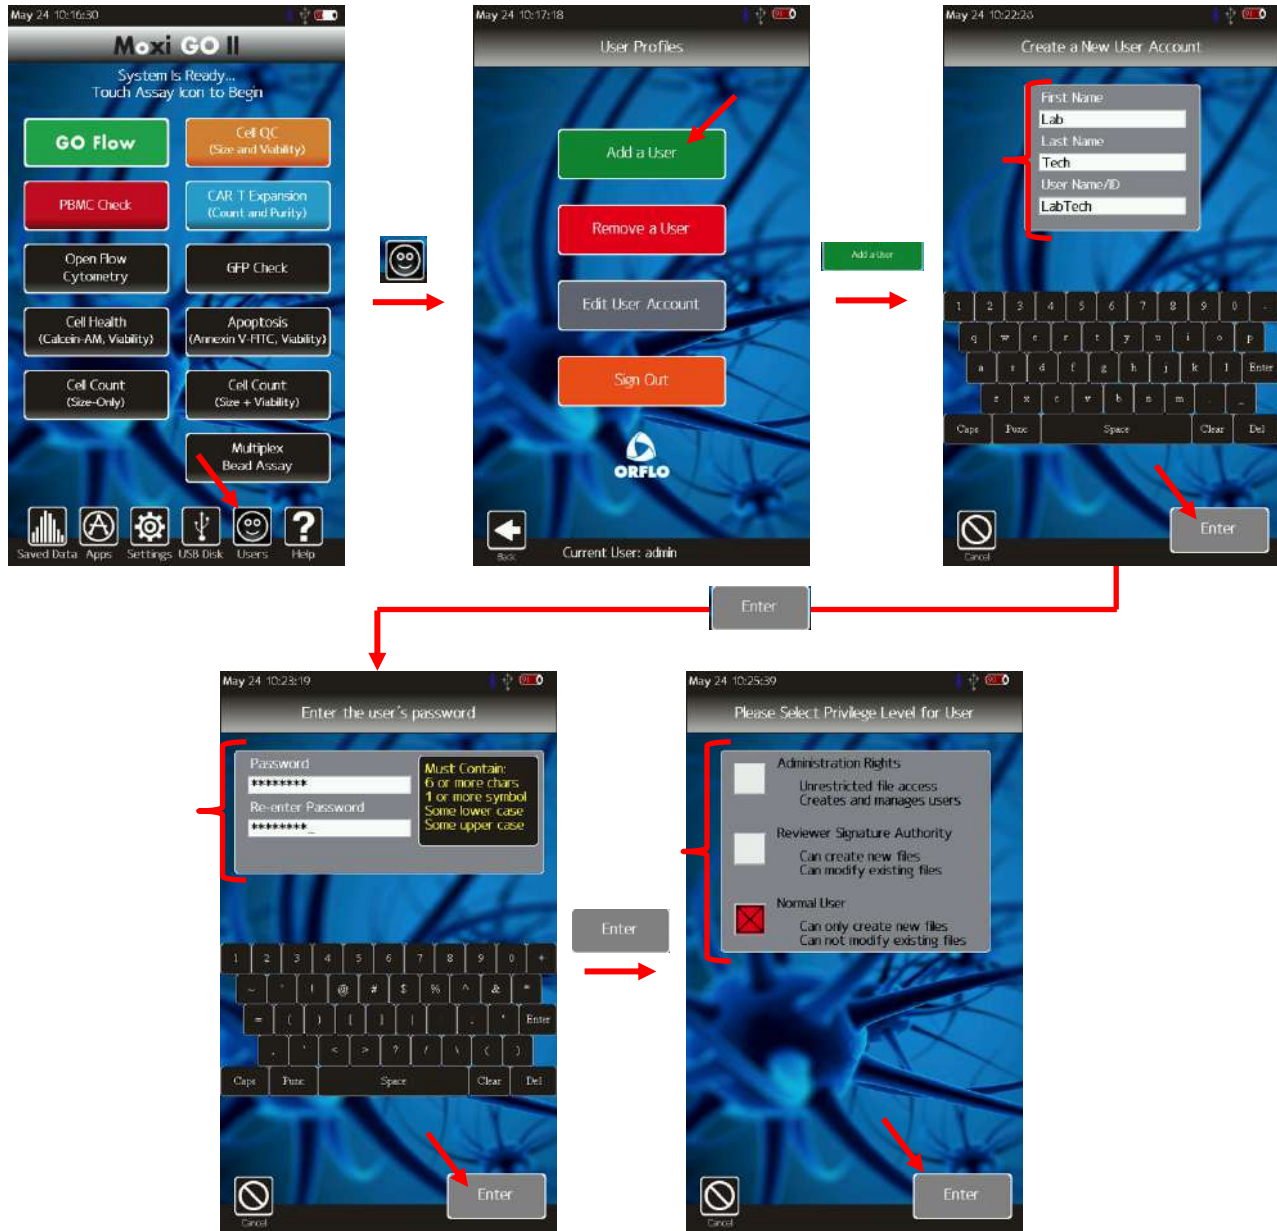 May 24 10:16:30
Moxi GO II
System Is Ready...
Touch Assay Icon to Begin
GO Flow
Cell QC
(Size and Viability)
PBMC Check
CAR T Expansion
(Count and Purity)
Open Flow
Cytometry
GFP Check
Cell Health
(Calcein-AM, Viability)
Apoptosis
(Annexin V-FITC, Viability)
Cell Count
(Size-Only)
Cell Count
(Size + Viability)
Multiplex
Bead Assay
Saved Data Apps Settings USB Disk Users Help
May 24 10:17:18
User Profiles
Add a User
Remove a User
Edit User Account
Sign Out
ORFLO
Back
Current User: admin
Add a User
May 24 10:22:28
Create a New User Account
First Name
Lab
Last Name
Tech
User Name/ID
LabTech
1 2 3 4 5 6 7 8 9 0 -
q w e r t y u i o p
a s d f g h j k l Enter
z x c v b n m . _
Caps Func Space Clear Del
Cancel
Enter
Enter
May 24 10:23:19
Enter the user's password
Password
********
Re-enter Password
********_
Must Contain:
6 or more chars
1 or more symbol
Some lower case
Some upper case
1 2 3 4 5 6 7 8 9 0 +
~ ` ! @ # $ % ^ & *
= ( ) [ ] | Enter
< > ? / \ ( )
Caps Func Space Clear Del
Cancel
Enter
Enter
May 24 10:25:39
Please Select Privilege Level for User
Administration Rights
Unrestricted file access
Creates and manages users
Reviewer Signature Authority
Can create new files
Can modify existing files
Normal User
Can only create new files
Can not modify existing files
Cancel
Enter